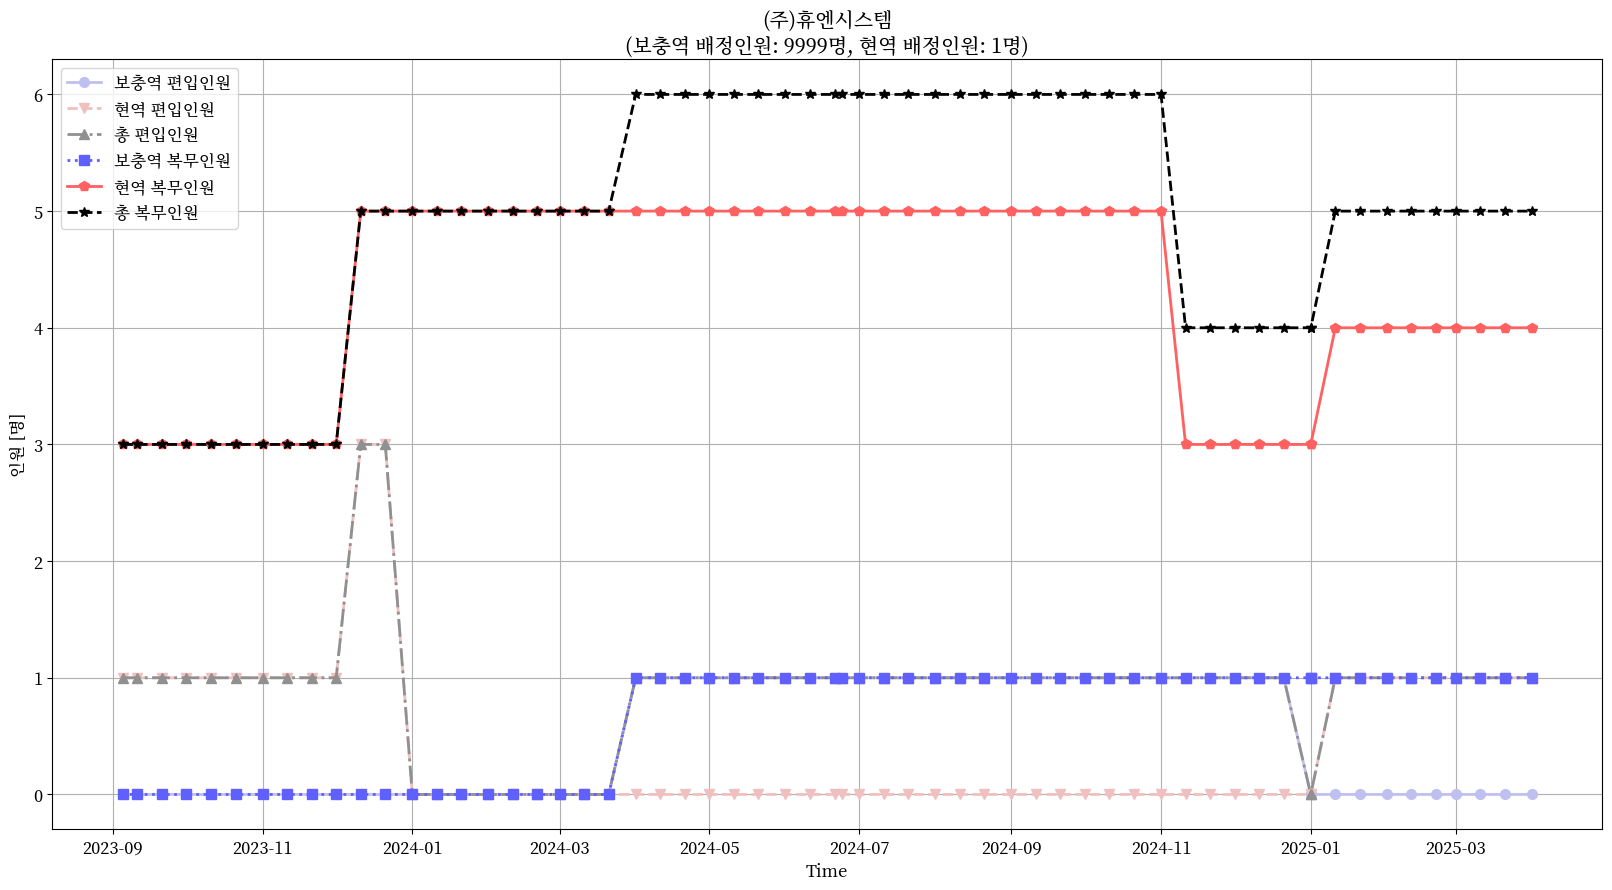 (주)휴엔시스템
(보충역 배정인원: 9999명, 현역 배정인원: 1명)
보충역 편입인원
현역 편입인원
총 편입인원
보충역 복무인원
현역 복무인원
총 복무인원
인원 [명]
6
5
4
3
2
1
0
2023-09
2023-11
2024-01
2024-03
2024-05
2024-07
2024-09
2024-11
2025-01
2025-03
Time